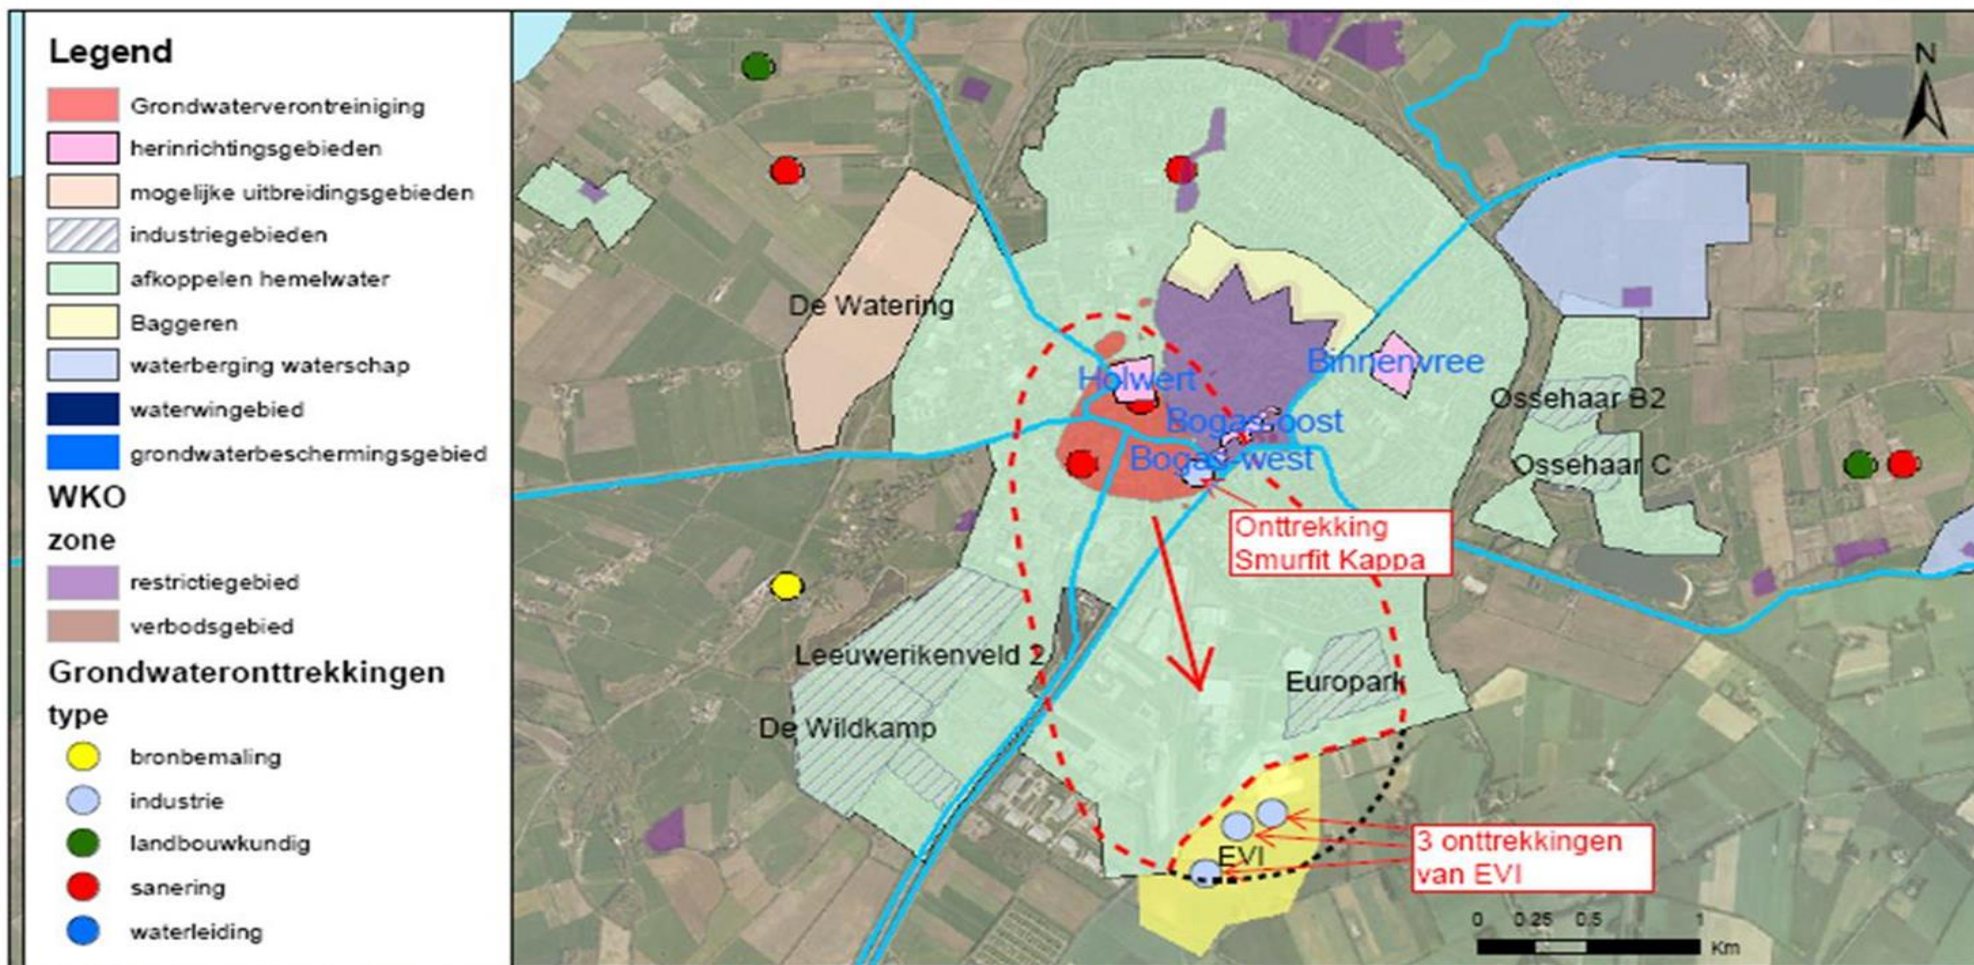 Legend
Grondwaterverontreiniging
herinrichtingsgebieden
mogelijke uitbreidingsgebieden
industriegebieden
afkoppelen hemelwater
Baggeren
waterberging waterschap
waterwingebied
grondwaterbeschermingsgebied
WKO
zone
restrictiegebied
verbodsgebied
Grondwateronttrekkingen
type
bronbemaling
industrie
landbouwkundig
sanering
waterleiding
N
De Watering
Holwert
Binnenvree
Bogas-oost
Bogas-west
Ossehaar B2
Ossehaar C
Onttrekking
Smurfit Kappa
Leeuwerikenveld 2
De Wildkamp
Europark
EVI
3 onttrekkingen
van EVI
0 0.25 0.5 1
Km